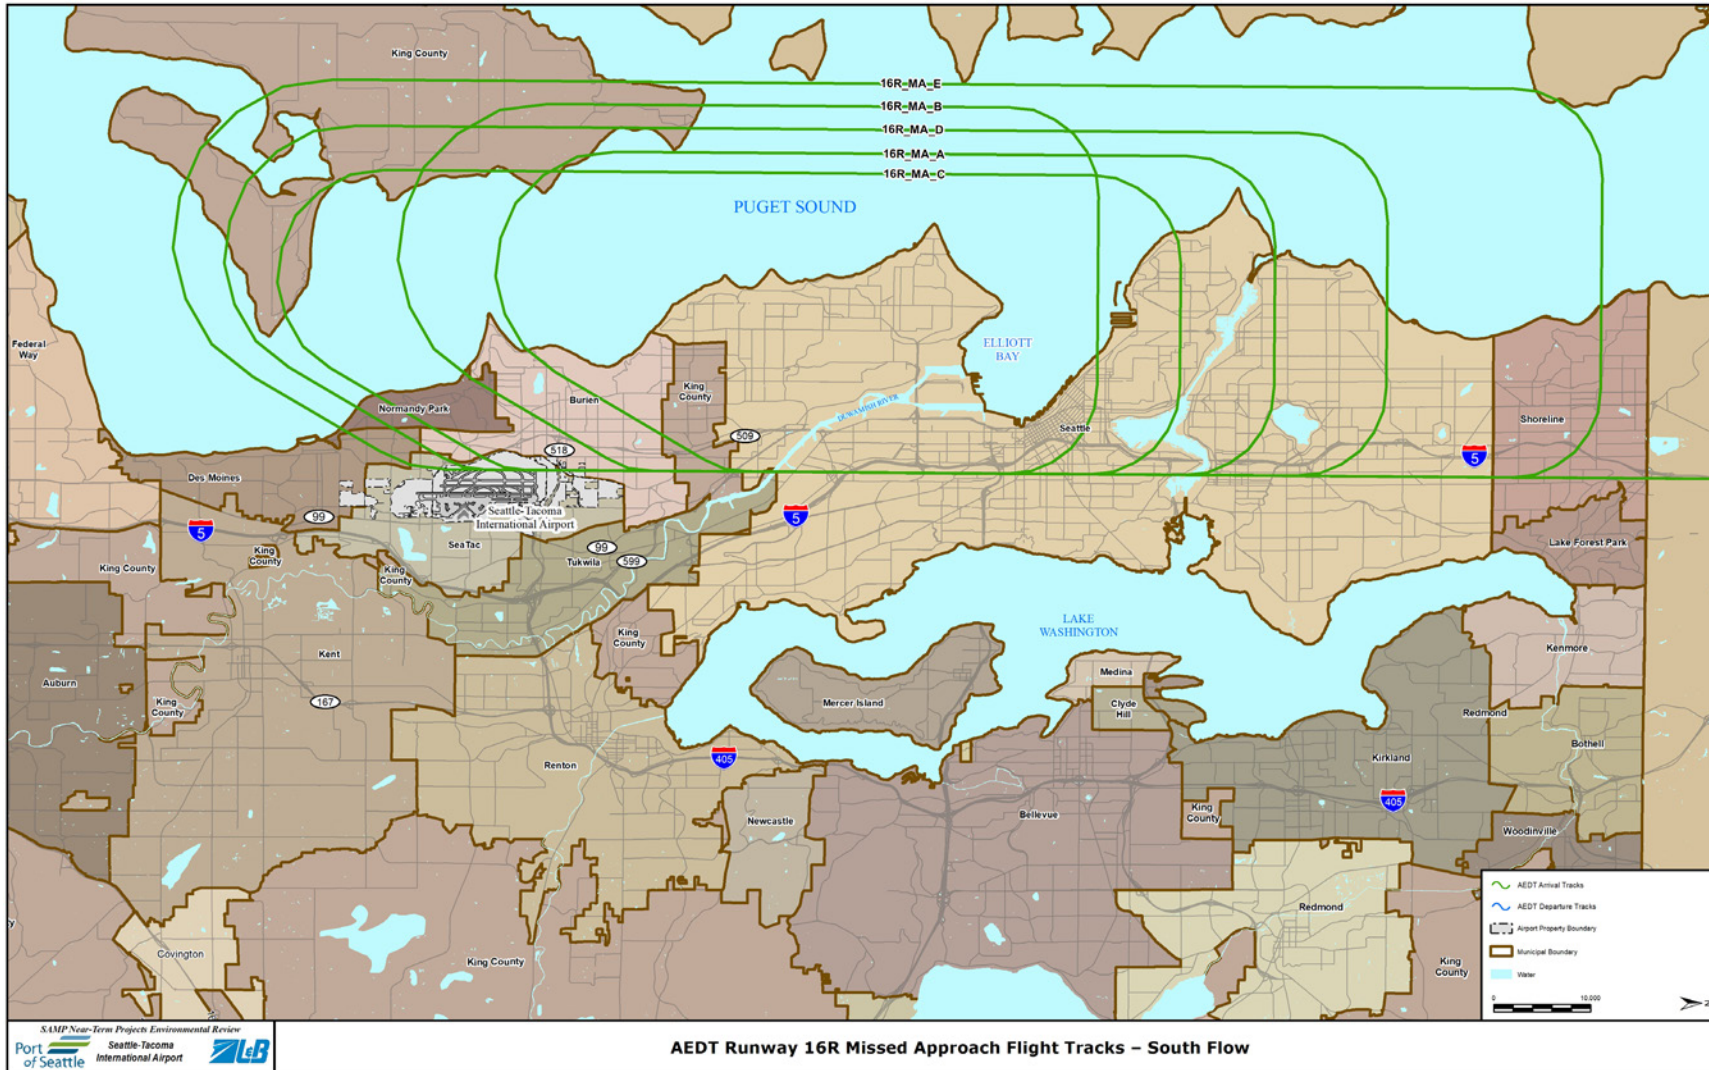 King County
16R_MA_E
16R_MA_B
16R_MA_D
16R_MA_A
16R_MA_C
PUGET SOUND
Federal
Way
ELLIOTT
BAY
King
County
Normandy Park
Burien
DUWAMISH RIVER
Shoreline
Seattle
509
518
5
Des Moines
Seattle-Tacoma
International Airport
99
5
5
SeaTac
99
Tukwila
599
Lake Forest Park
King
County
King County
King
County
LAKE
WASHINGTON
King
County
Kent
Kenmore
Auburn
Medina
King
County
167
Mercer Island
Clyde
Hill
Redmond
Bothell
405
Renton
Kirkland
405
Newcastle
Bellevue
King
County
Woodinville
Redmond
Covington
King County
King
County
AEDT Arrival Tracks
AEDT Departure Tracks
Airport Property Boundary
Municipal Boundary
Water
0 10,000
SAMP Near-Term Projects Environmental Review
Port
of Seattle
Seattle-Tacoma
International Airport
L&B
AEDT Runway 16R Missed Approach Flight Tracks – South Flow